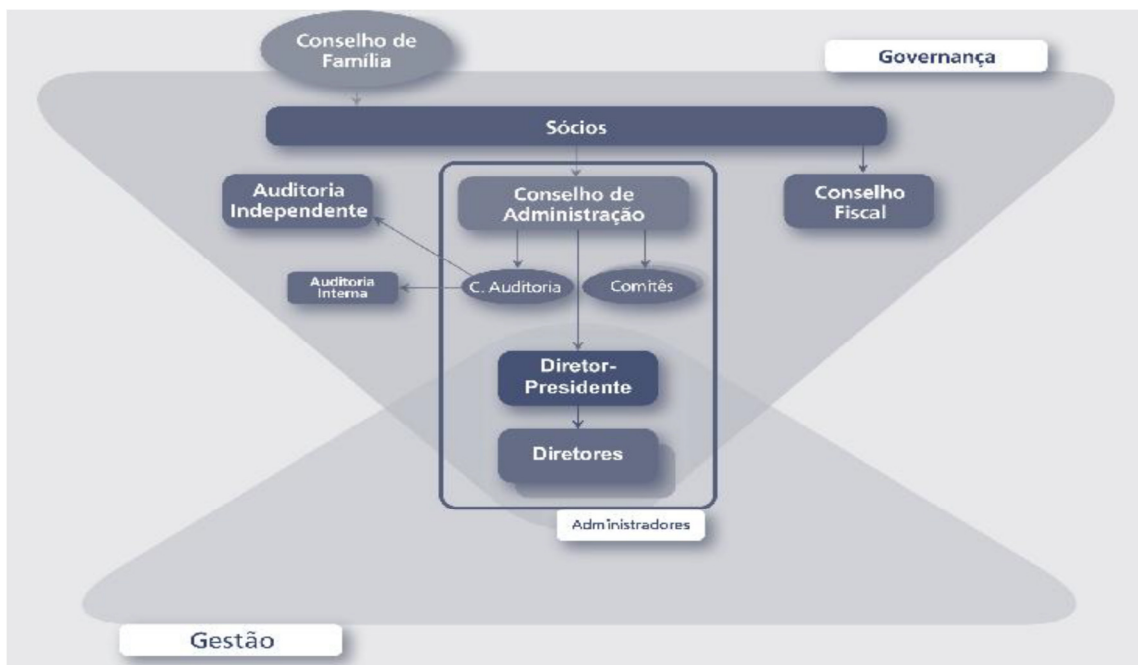 Conselho de
Família
Governança
Sócios
Auditoria
Independente
Conselho de
Administração
Conselho
Fiscal
Auditoria
Interna
C. Auditoria
Comitês
Diretor-
Presidente
Diretores
Administradores
Gestão